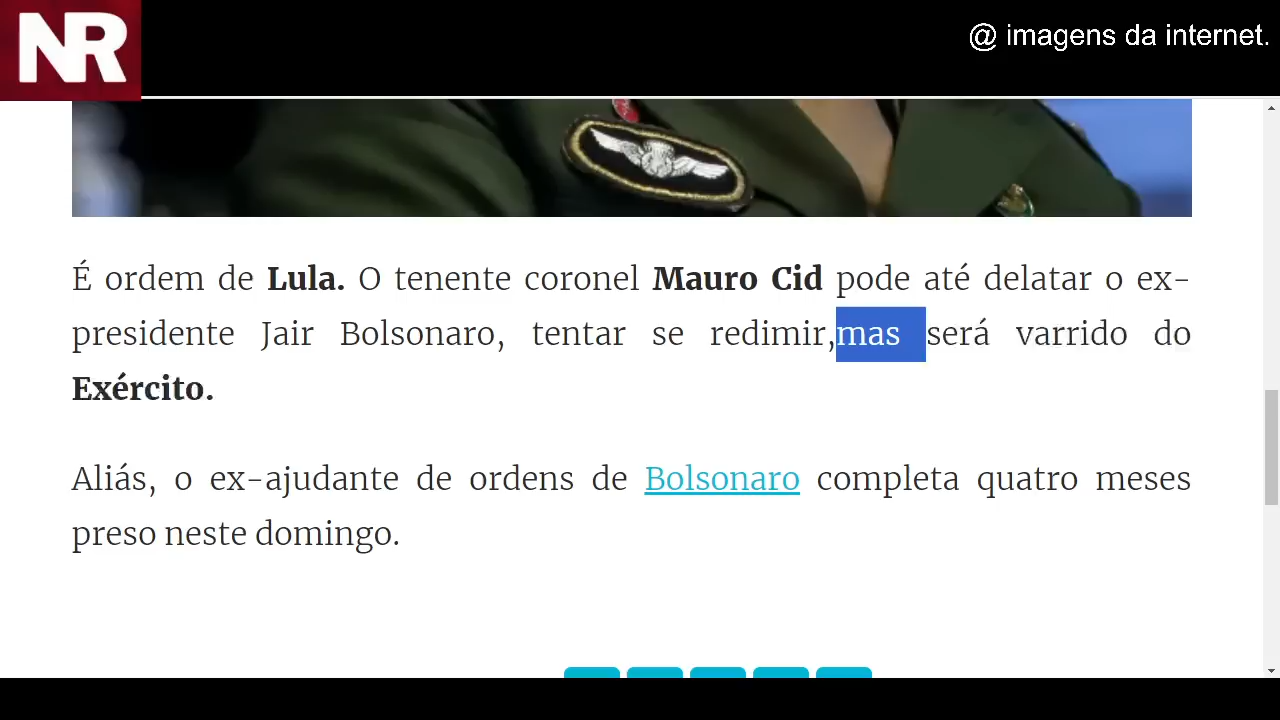 NR
@ imagens da internet.
É ordem de Lula. O tenente coronel Mauro Cid pode até delatar o ex-
presidente Jair Bolsonaro, tentar se redimir,mas será varrido do
Exército.
Aliás, o ex-ajudante de ordens de Bolsonaro completa quatro meses
preso neste domingo.